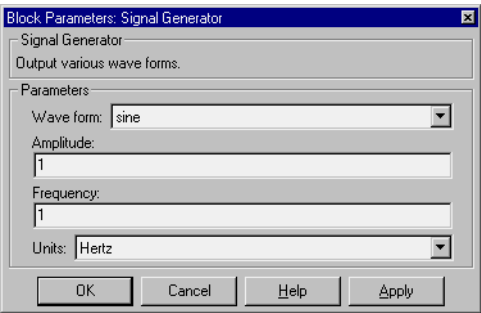 Block Parameters: Signal Generator
Signal Generator
Output various wave forms.
Parameters
Wave form: sine
Amplitude:
1
Frequency:
1
Units: Hertz
OK Cancel Help Apply